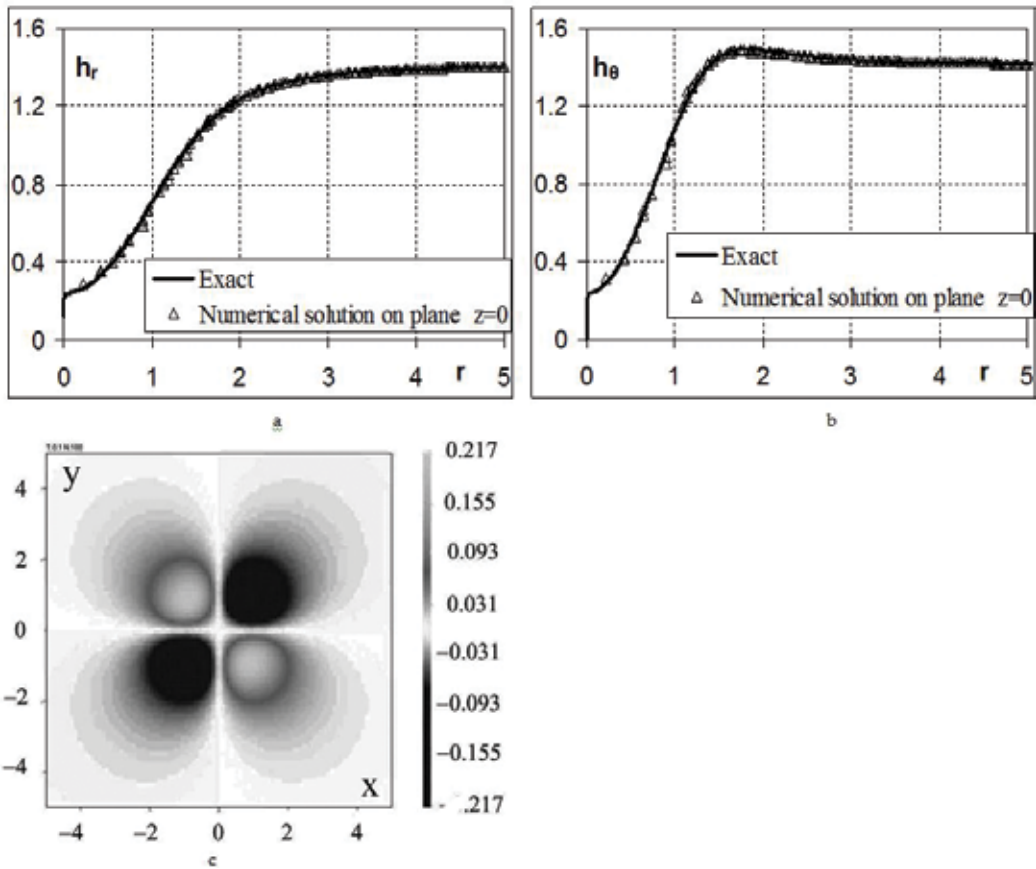 1.6
h_r
1.2
0.8
0.4
0
0 1 2 3 r 4 5
Exact
Numerical solution on plane z=0
a
1.6
h_θ
1.2
0.8
0.4
0
0 1 2 3 4 r 5
Exact
Numerical solution on plane z=0
b
y
4
2
0
−2
−4
x
−4 −2 0 2 4
c
0.217
0.155
0.093
0.031
−0.031
−0.093
−0.155
.217